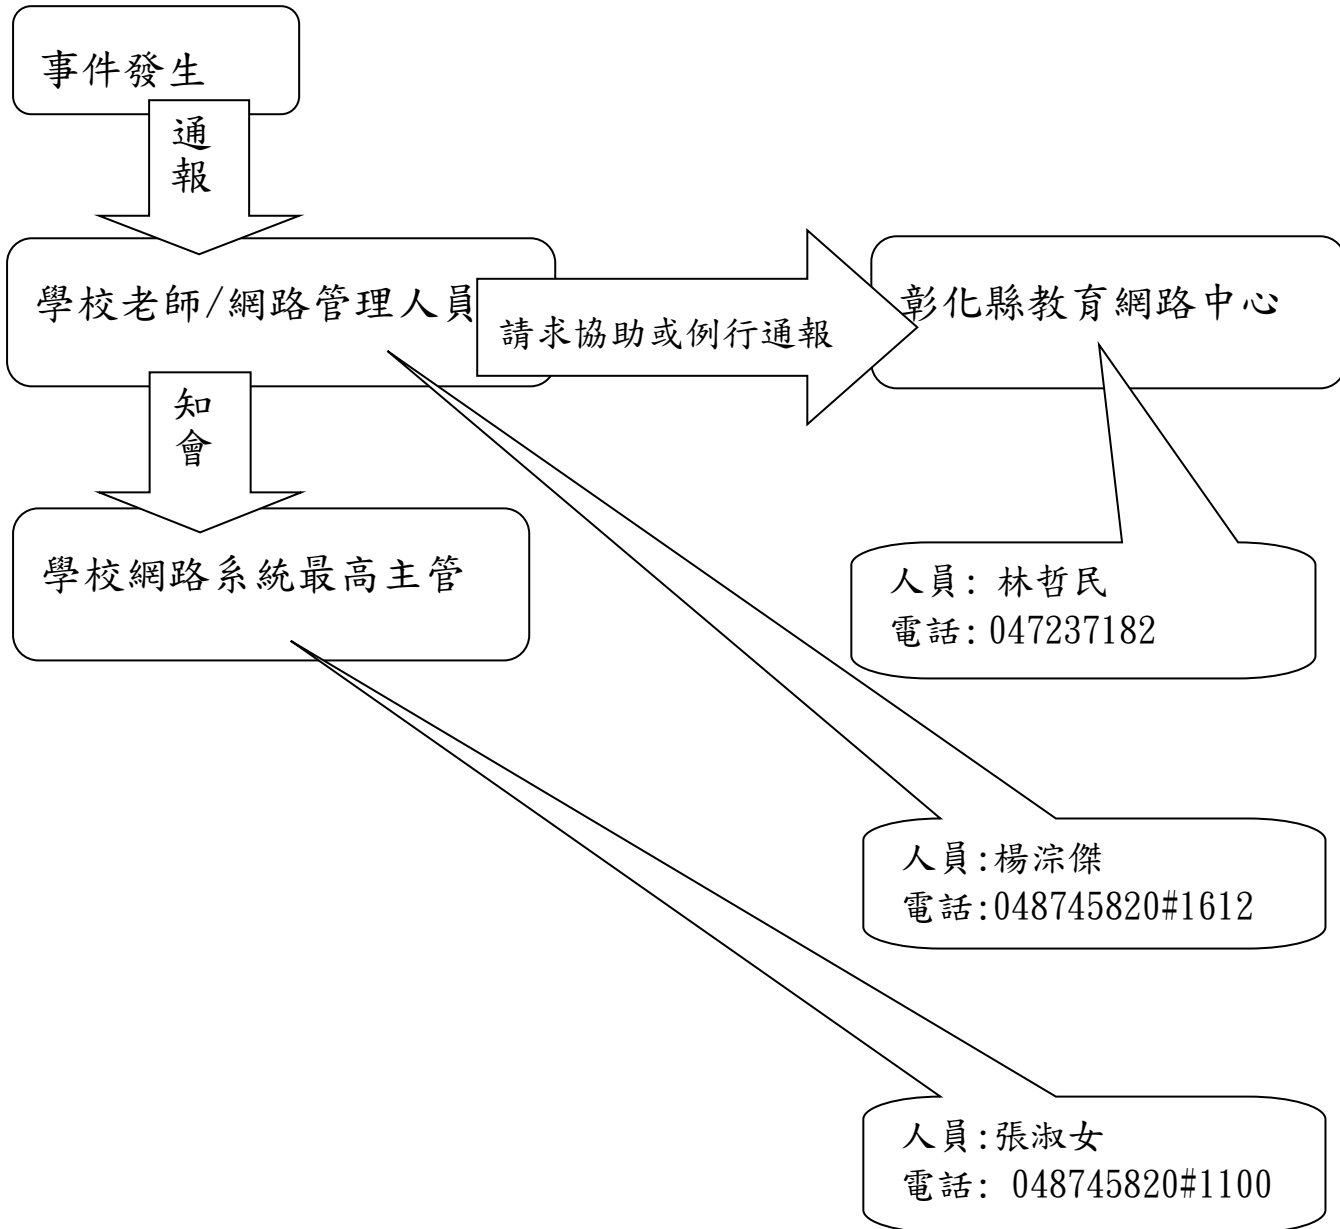 事件發生
通
報
學校老師/網路管理人員
請求協助或例行通報
彰化縣教育網路中心
知
會
學校網路系統最高主管
人員: 林哲民
電話: 047237182
人員:楊淙傑
電話:048745820#1612
人員:張淑女
電話: 048745820#1100